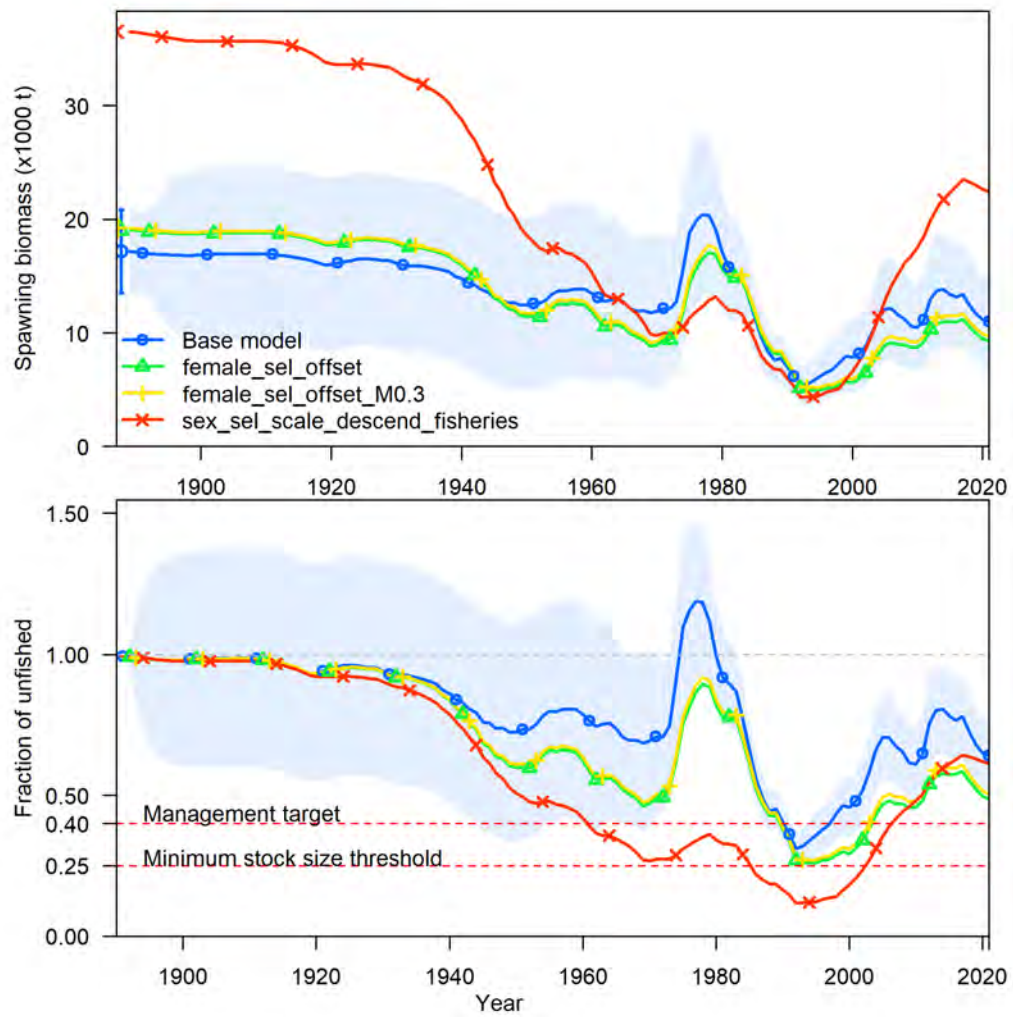 Spawning biomass (x1000 t)
30
20
10
0
Base model
female_sel_offset
female_sel_offset_M0.3
sex_sel_scale_descend_fisheries
1900 1920 1940 1960 1980 2000 2020
Fraction of unfished
1.50
1.00
0.50
0.40
0.25
0.00
Management target
Minimum stock size threshold
1900 1920 1940 1960 1980 2000 2020
Year